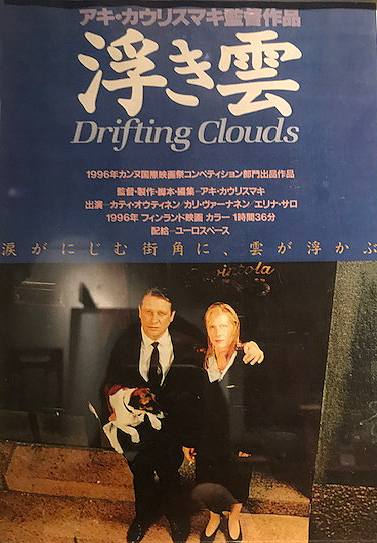 アキ・カウリスマキ監督作品
浮き雲
Drifting Clouds
1996年カンヌ国際映画祭コンペティション部門出品作品
監督・製作・脚本・編集－アキ・カウリスマキ
出演－カティ・オウティネン／カリ・ヴァーナネン／エリナ・サロ
1996年 フィンランド映画 カラー 1時間36分
配給－ユーロスペース
涙がにじむ街角に、雲が浮かぶ